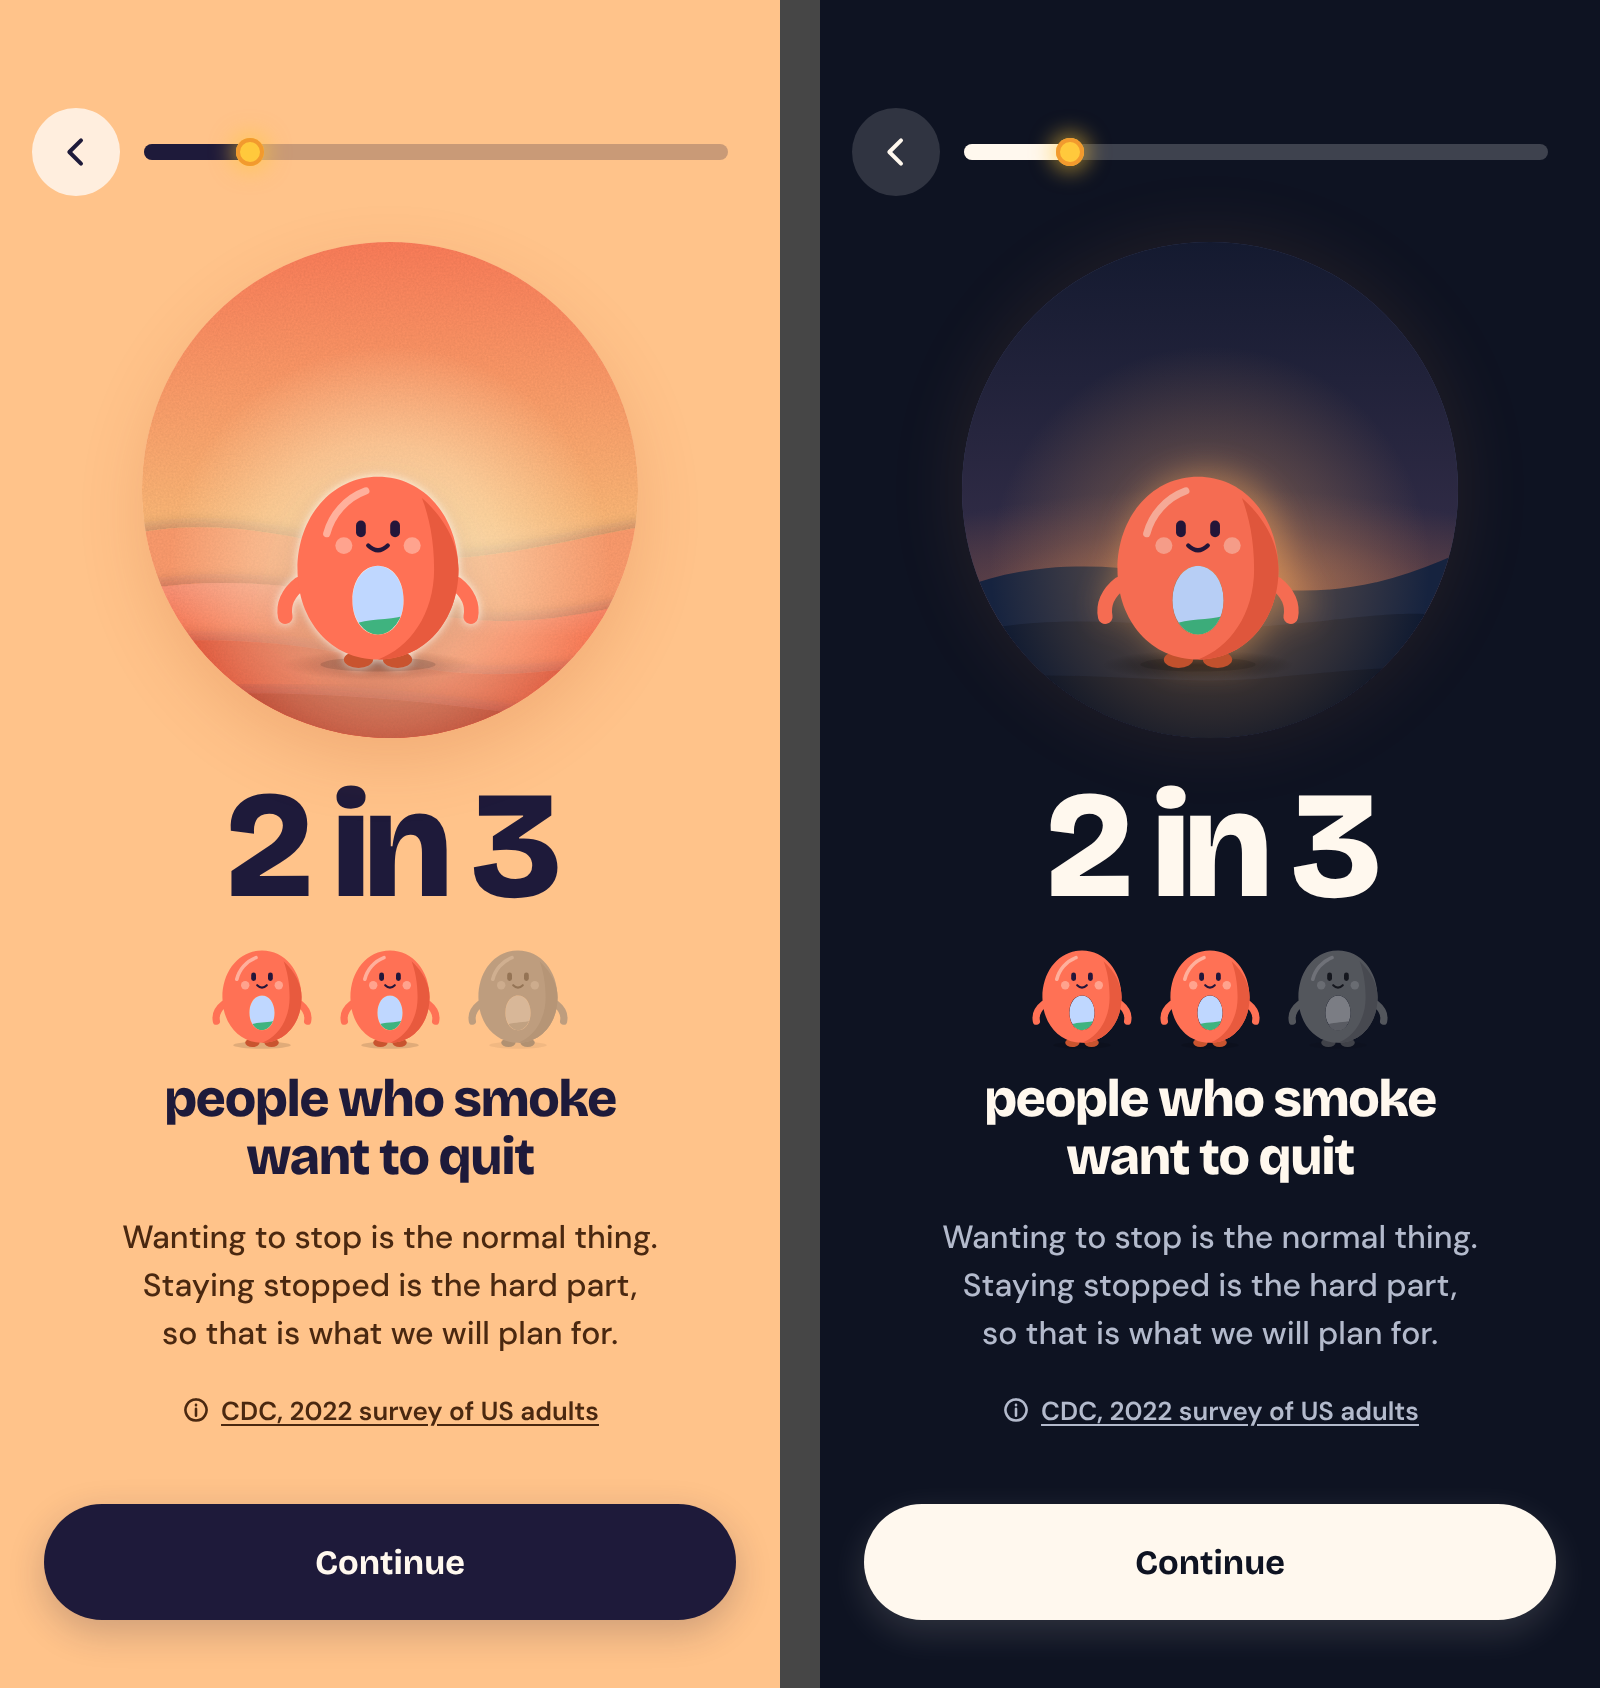 2 in 3
people who smoke
want to quit
Wanting to stop is the normal thing.
Staying stopped is the hard part,
so that is what we will plan for.
CDC, 2022 survey of US adults
Continue
2 in 3
people who smoke
want to quit
Wanting to stop is the normal thing.
Staying stopped is the hard part,
so that is what we will plan for.
CDC, 2022 survey of US adults
Continue